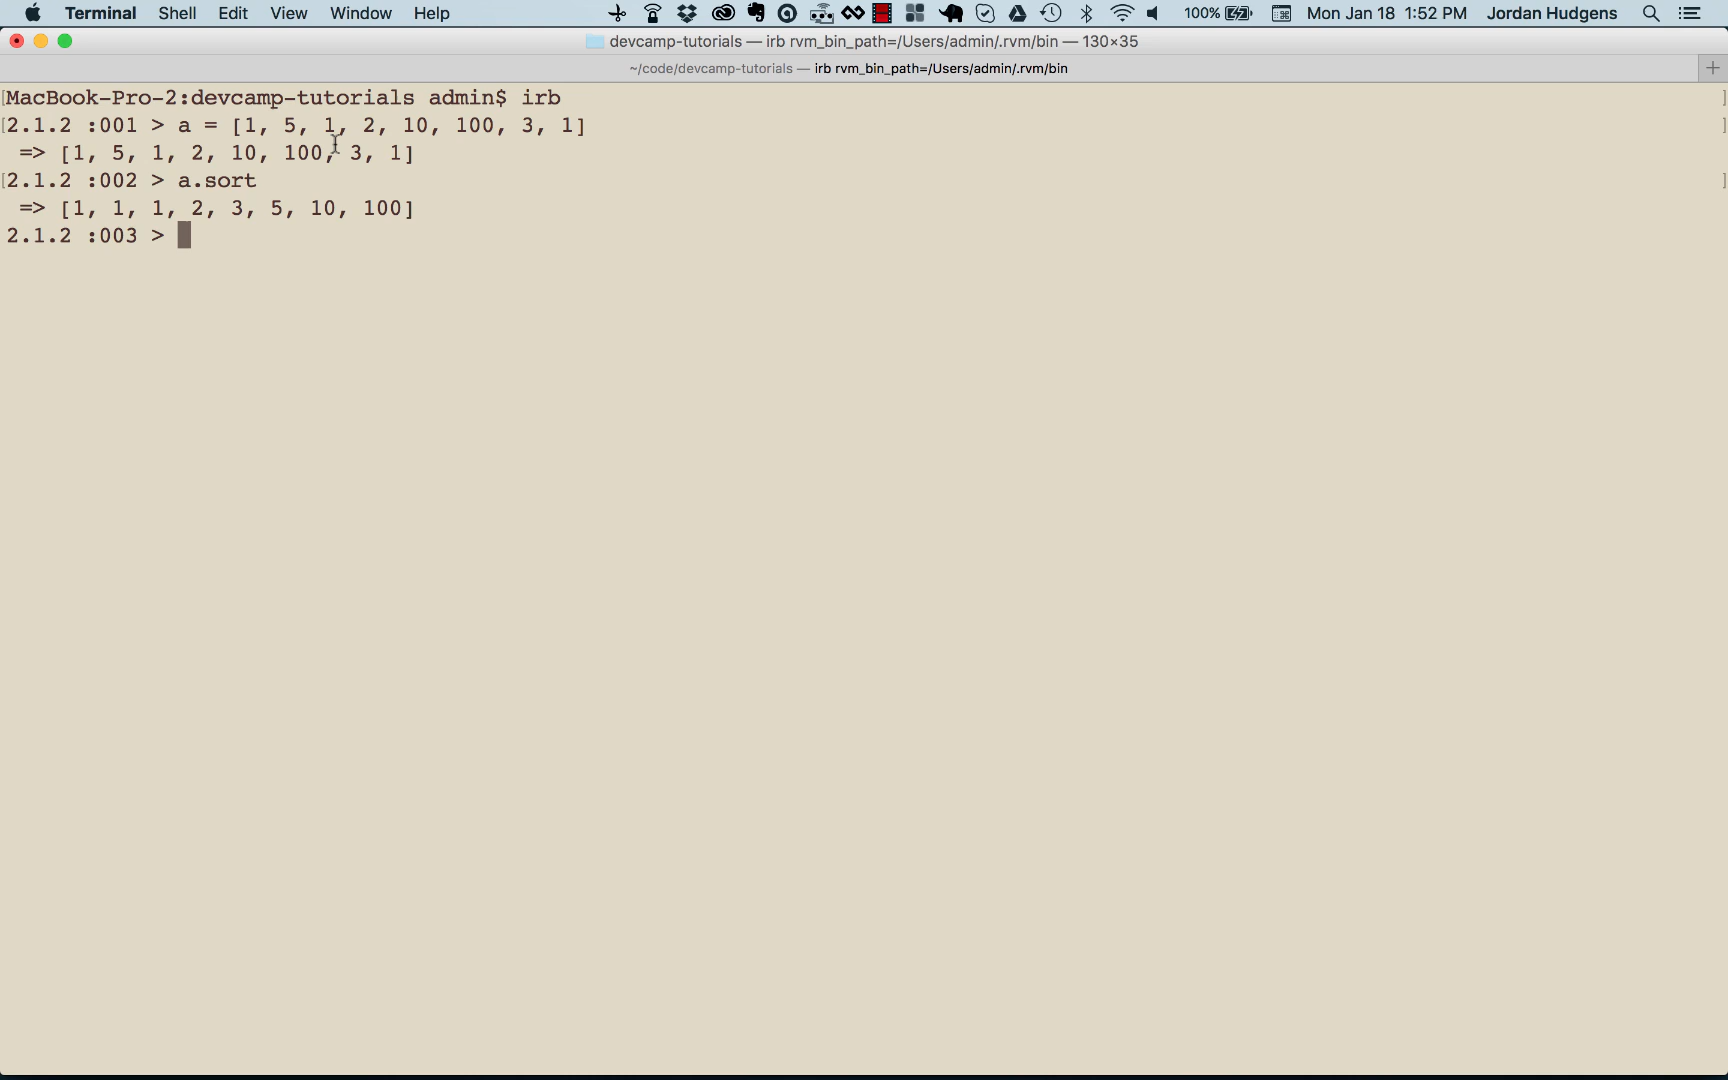 Terminal Shell Edit View Window Help 100% Mon Jan 18 1:52 PM Jordan Hudgens
devcamp-tutorials — irb rvm_bin_path=/Users/admin/.rvm/bin — 130×35
~/code/devcamp-tutorials — irb rvm_bin_path=/Users/admin/.rvm/bin
[MacBook-Pro-2:devcamp-tutorials admin$ irb ]
[2.1.2 :001 > a = [1, 5, 1, 2, 10, 100, 3, 1] ]
=> [1, 5, 1, 2, 10, 100, 3, 1]
[2.1.2 :002 > a.sort ]
=> [1, 1, 1, 2, 3, 5, 10, 100]
2.1.2 :003 >